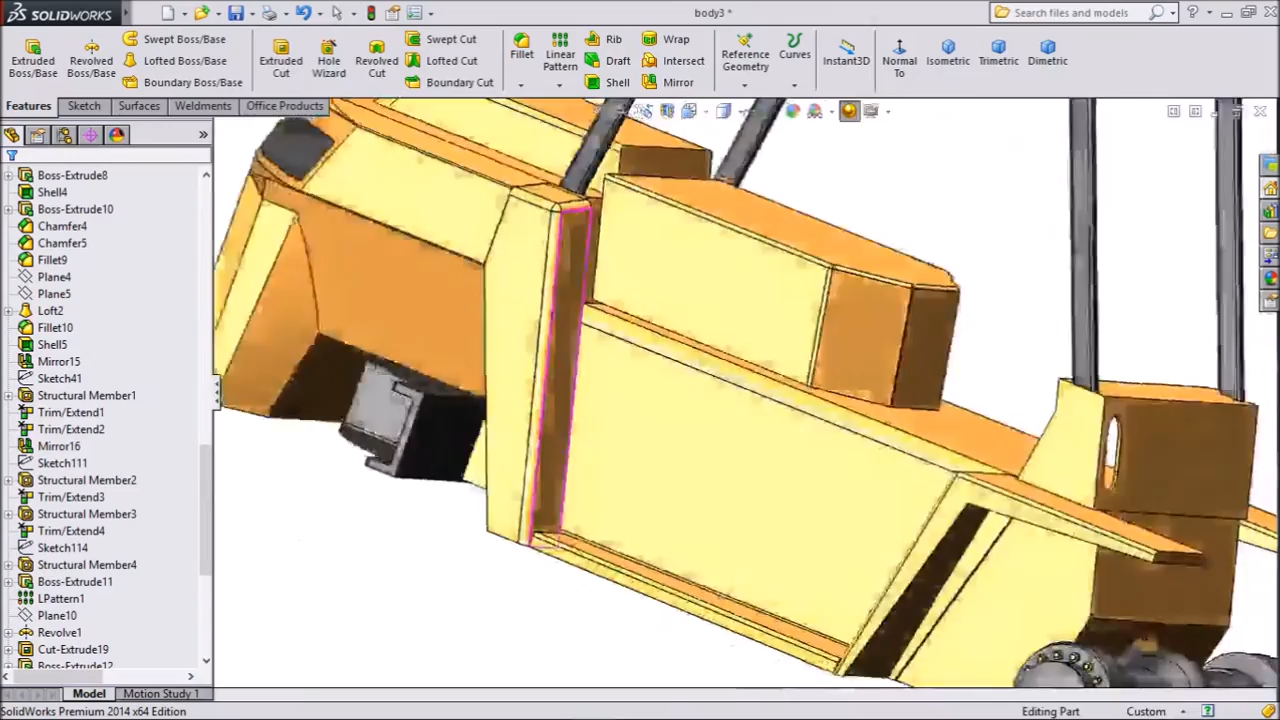 SOLIDWORKS
body3 *
Search files and models
Extruded Boss/Base
Revolved Boss/Base
Swept Boss/Base
Lofted Boss/Base
Boundary Boss/Base
Extruded Cut
Hole Wizard
Revolved Cut
Swept Cut
Lofted Cut
Boundary Cut
Fillet
Linear Pattern
Rib
Draft
Shell
Wrap
Intersect
Mirror
Reference Geometry
Curves
Instant3D
Normal To
Isometric
Trimetric
Dimetric
Features
Sketch
Surfaces
Weldments
Office Products
Boss-Extrude8
Shell4
Boss-Extrude10
Chamfer4
Chamfer5
Fillet9
Plane4
Plane5
Loft2
Fillet10
Shell5
Mirror15
Sketch41
Structural Member1
Trim/Extend1
Trim/Extend2
Mirror16
Sketch111
Structural Member2
Trim/Extend3
Structural Member3
Trim/Extend4
Sketch114
Structural Member4
Boss-Extrude11
LPattern1
Plane10
Revolve1
Cut-Extrude19
Boss-Extrude12
Model
Motion Study 1
SolidWorks Premium 2014 x64 Edition
Editing Part
Custom